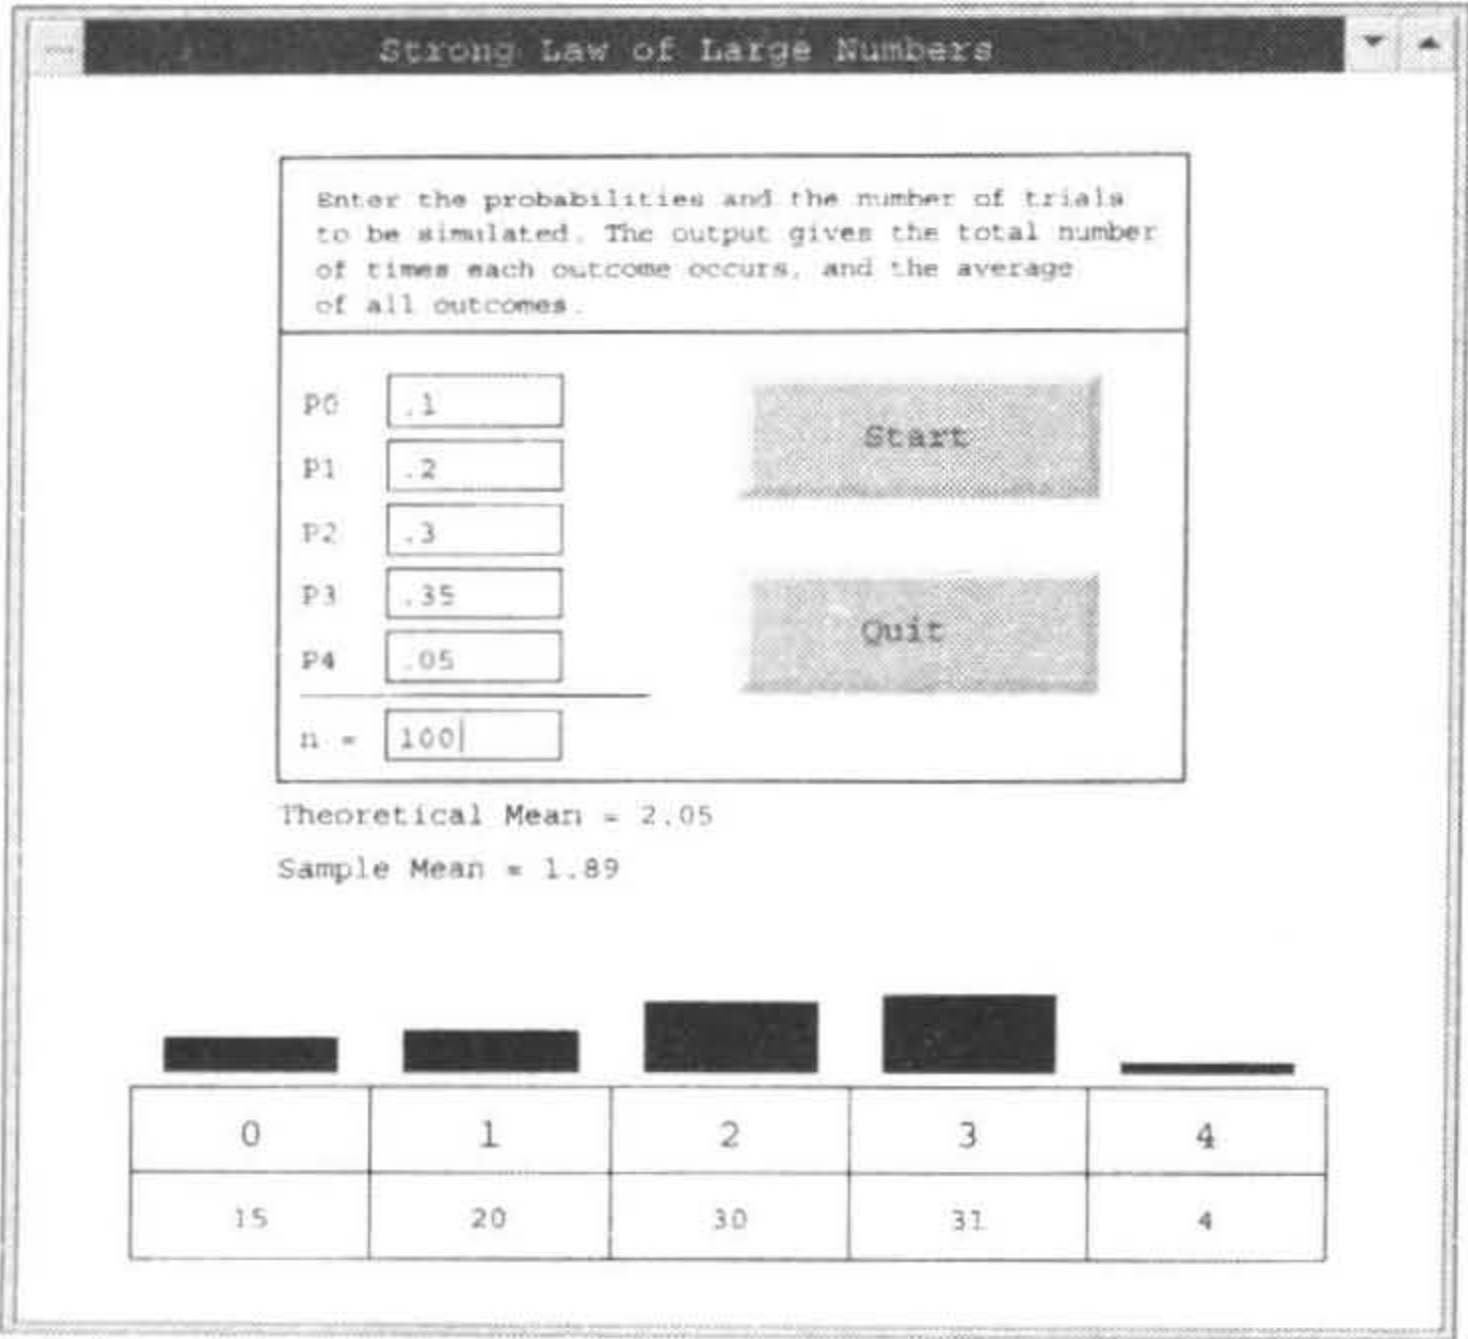 Strong Law of Large Numbers
Enter the probabilities and the number of trials
to be simulated. The output gives the total number
of times each outcome occurs, and the average
of all outcomes.
P0 .1
Start
P1 .2
P2 .3
P3 .35
Quit
P4 .05
n = 100
Theoretical Mean = 2.05
Sample Mean = 1.89
0 1 2 3 4
15 20 30 31 4